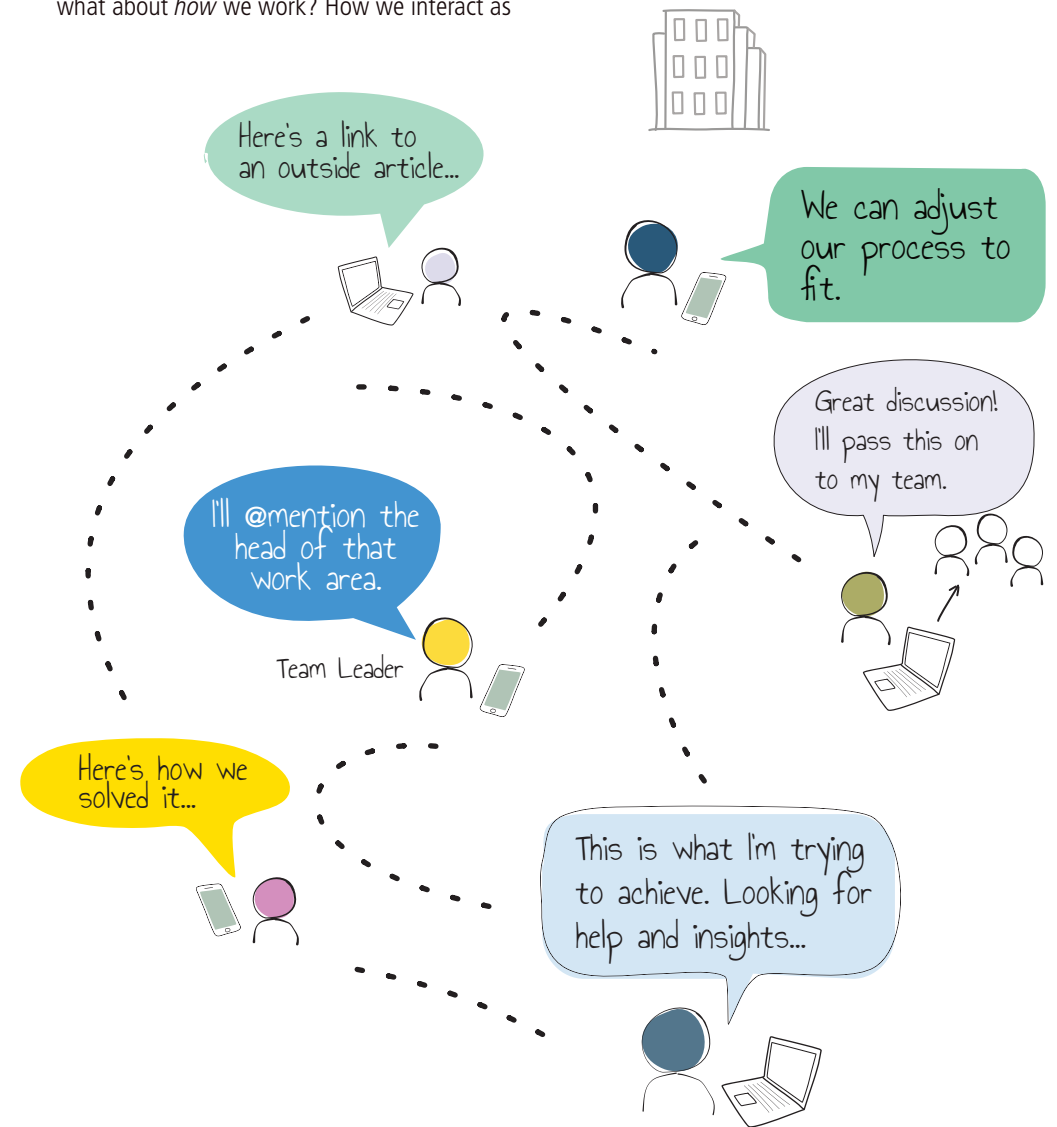 what about how we work? How we interact as
Here's a link to
an outside article...
We can adjust
our process to
fit.
Great discussion!
I'll pass this on
to my team.
I'll @mention the
head of that
work area.
Team Leader
Here's how we
solved it...
This is what I'm trying
to achieve. Looking for
help and insights...